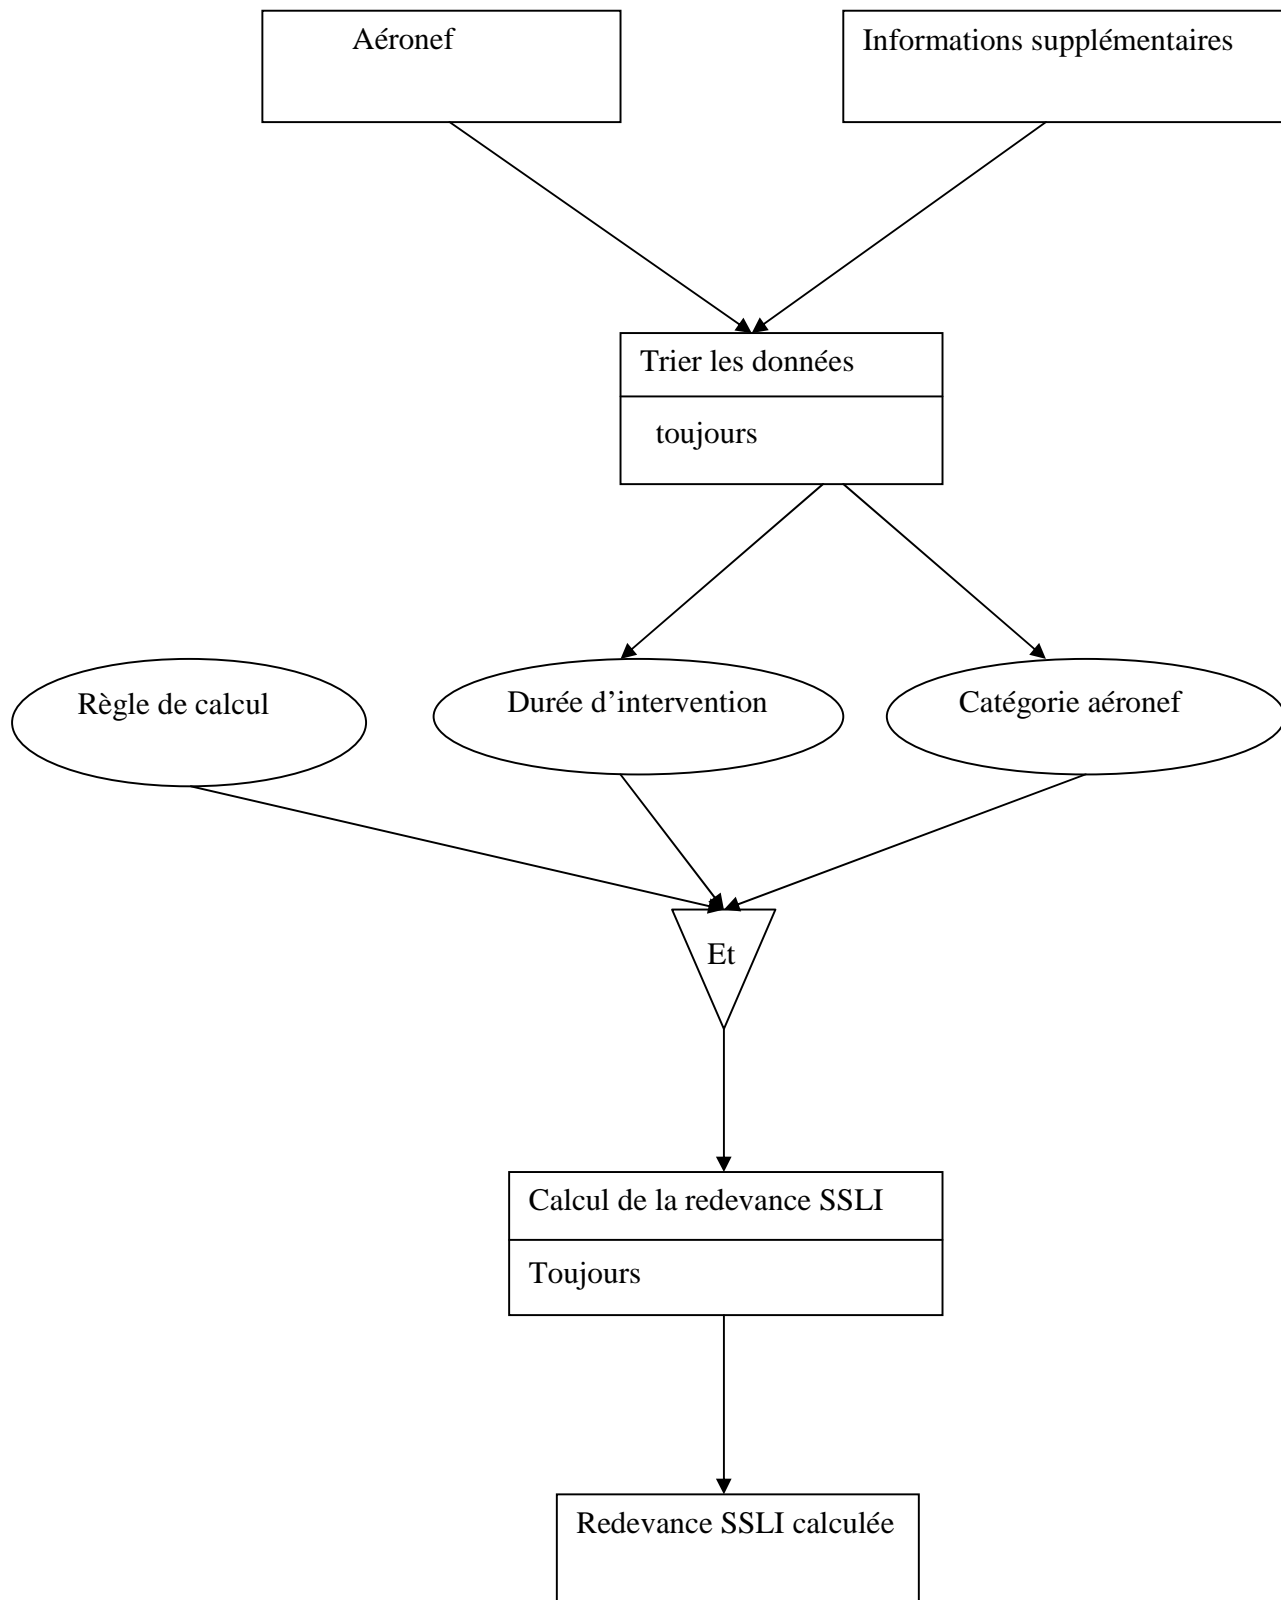 Aéronef
Informations supplémentaires
Trier les données
toujours
Règle de calcul
Durée d’intervention
Catégorie aéronef
Et
Calcul de la redevance SSLI
Toujours
Redevance SSLI calculée